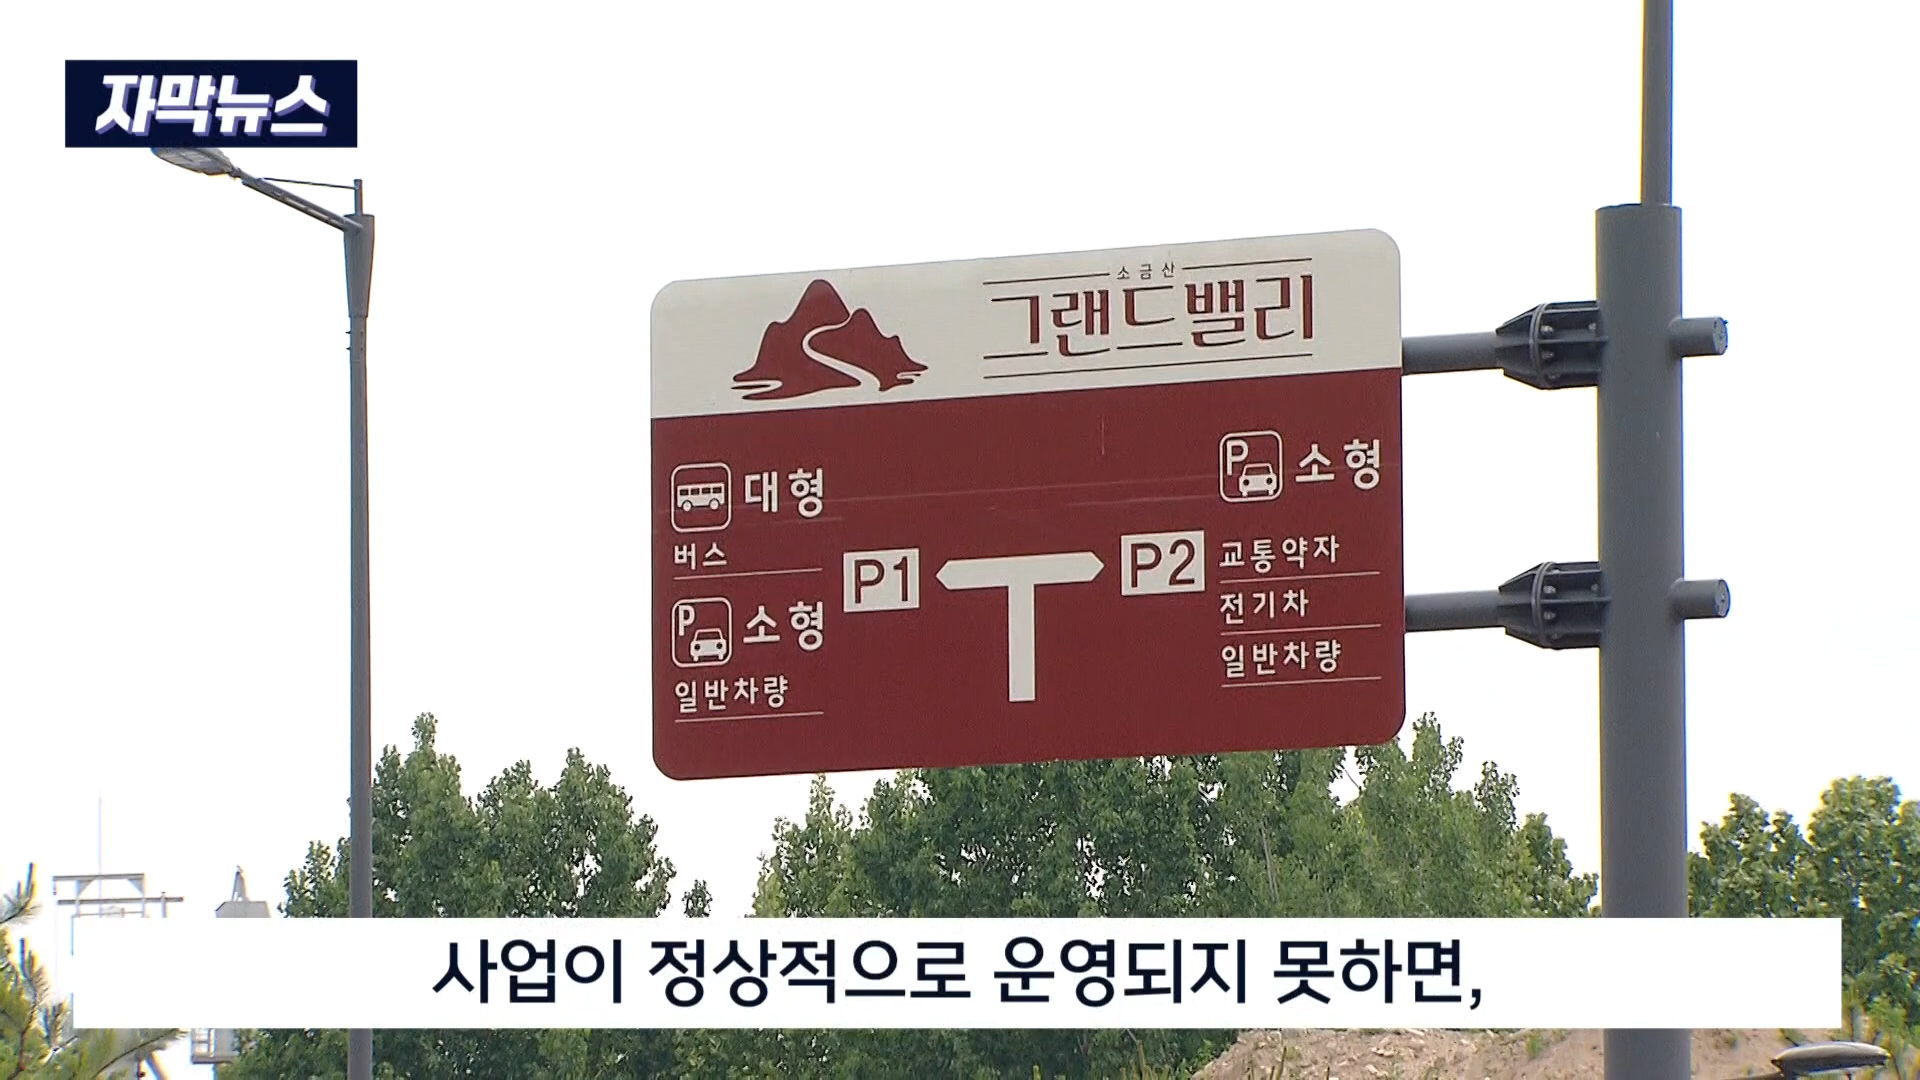 자막뉴스
소금산
그랜드밸리
대형
버스
P
소형
일반차량
P1
P2
P
소형
교통약자
전기차
일반차량
사업이 정상적으로 운영되지 못하면,